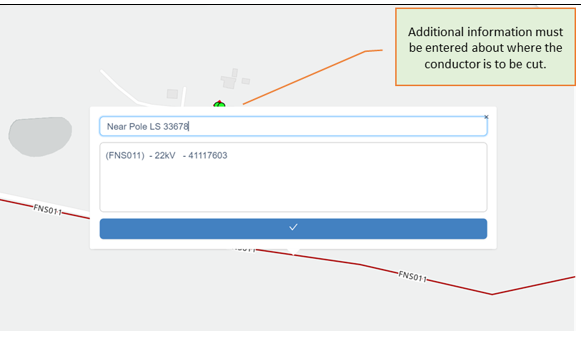 Additional information must
be entered about where the
conductor is to be cut.
Near Pole LS 33678
(FNS011) - 22kV - 41117603
FNS011
FNS011